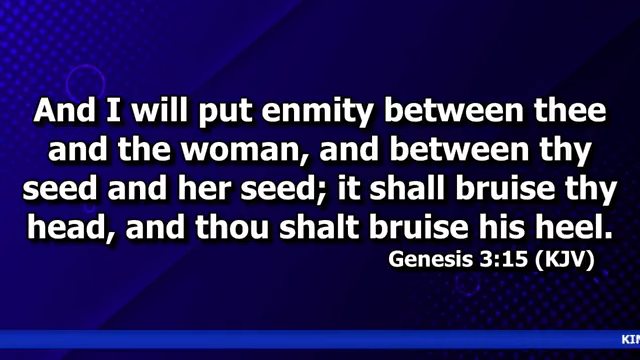 And I will put enmity between thee
and the woman, and between thy
seed and her seed; it shall bruise thy
head, and thou shalt bruise his heel.
Genesis 3:15 (KJV)